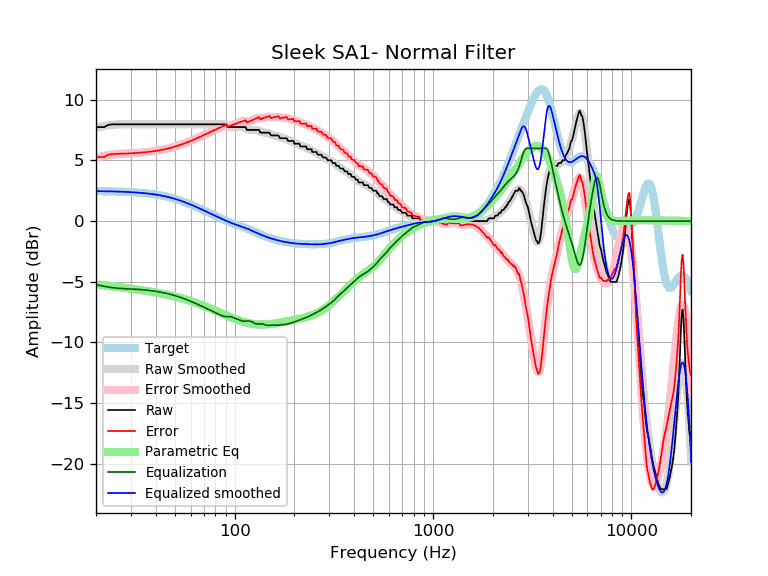 Sleek SA1- Normal Filter
Amplitude (dBr)
10
5
0
−5
−10
−15
−20
Target
Raw Smoothed
Error Smoothed
Raw
Error
Parametric Eq
Equalization
Equalized smoothed
100
1000
10000
Frequency (Hz)